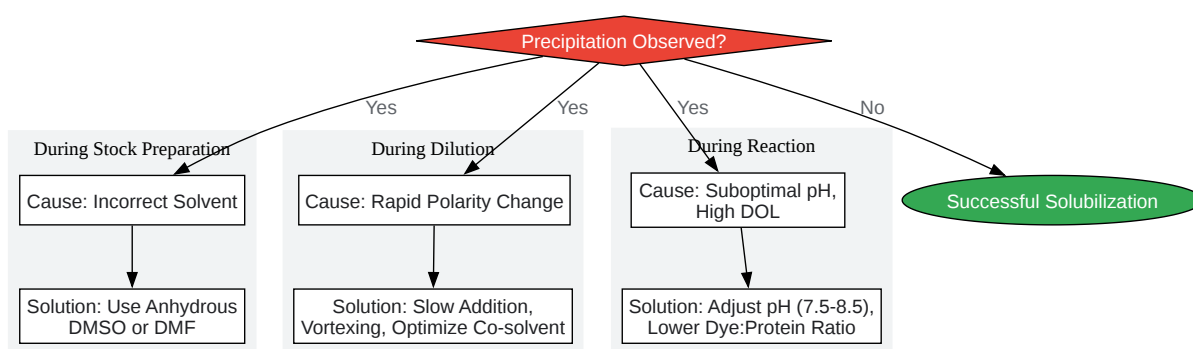 Precipitation Observed?
Yes
Yes
Yes
No
During Stock Preparation
During Dilution
During Reaction
Cause: Incorrect Solvent
Cause: Rapid Polarity Change
Cause: Suboptimal pH,
High DOL
Successful Solubilization
Solution: Use Anhydrous
DMSO or DMF
Solution: Slow Addition,
Vortexing, Optimize Co-solvent
Solution: Adjust pH (7.5-8.5),
Lower Dye:Protein Ratio